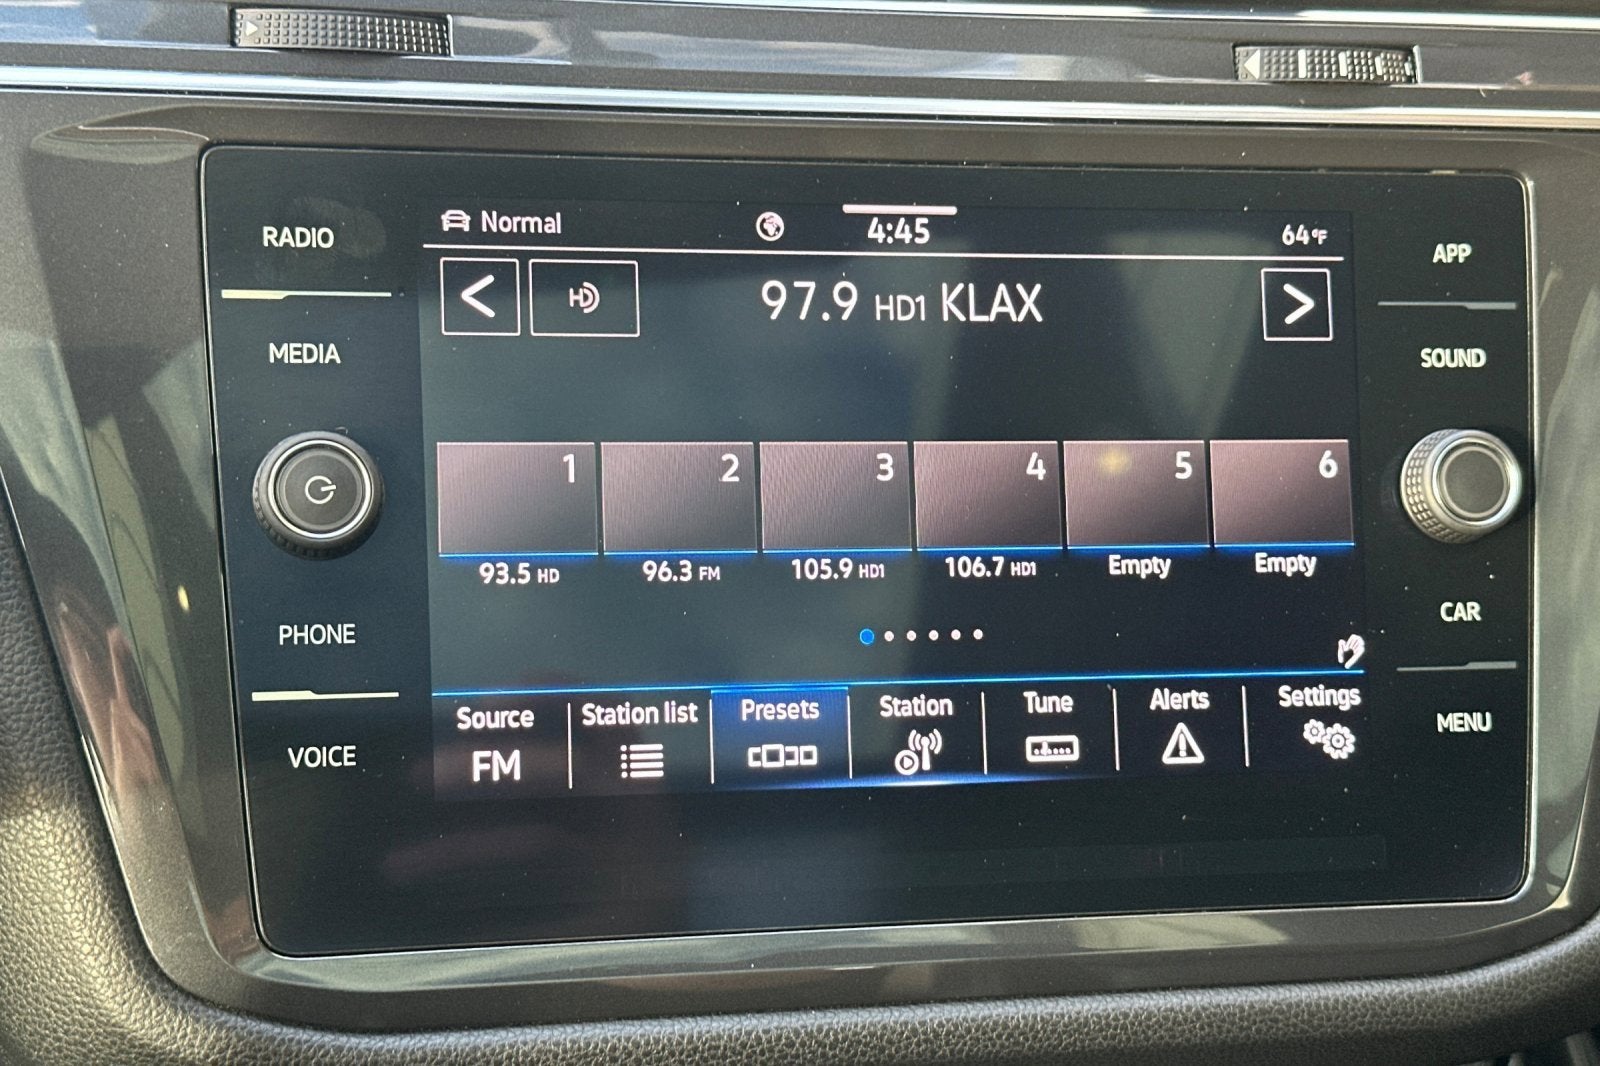 RADIO
MEDIA
PHONE
VOICE
Normal
4:45
64°F
HD
97.9 HD1 KLAX
1
2
3
4
5
6
93.5 HD
96.3 FM
105.9 HD1
106.7 HD1
Empty
Empty
Source
FM
Station list
Presets
Station
Tune
Alerts
Settings
APP
SOUND
CAR
MENU